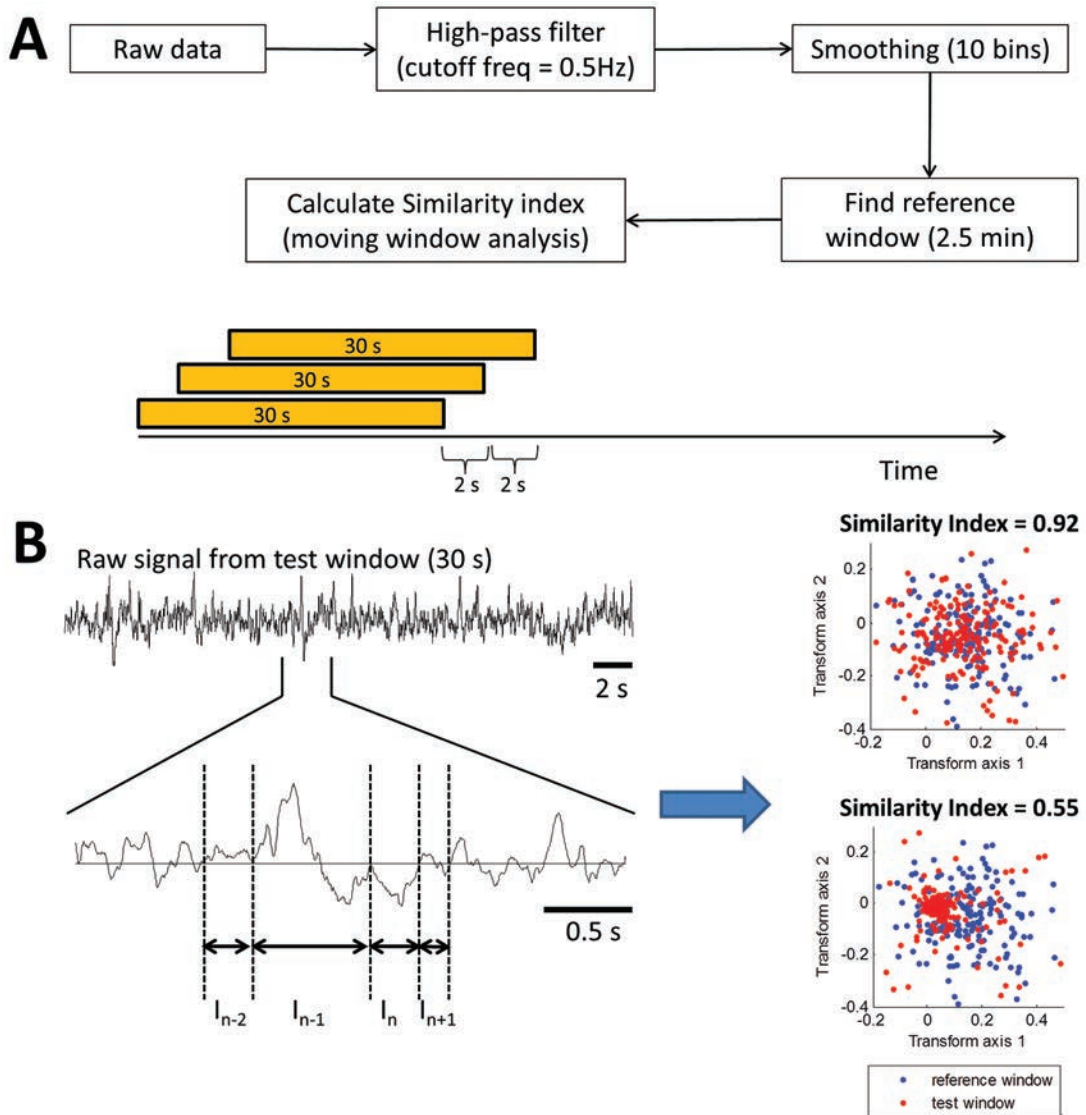 A
Raw data
High-pass filter
(cutoff freq = 0.5Hz)
Smoothing (10 bins)
Calculate Similarity index
(moving window analysis)
Find reference
window (2.5 min)
30 s
30 s
30 s
2 s
2 s
Time
B
Raw signal from test window (30 s)
2 s
0.5 s
I_{n-2}
I_{n-1}
I_n
I_{n+1}
Similarity Index = 0.92
Transform axis 2
0.2
0
-0.2
-0.4
-0.2
0
0.2
0.4
Transform axis 1
Similarity Index = 0.55
Transform axis 2
0.2
0
-0.2
-0.4
-0.2
0
0.2
0.4
Transform axis 1
reference window
test window